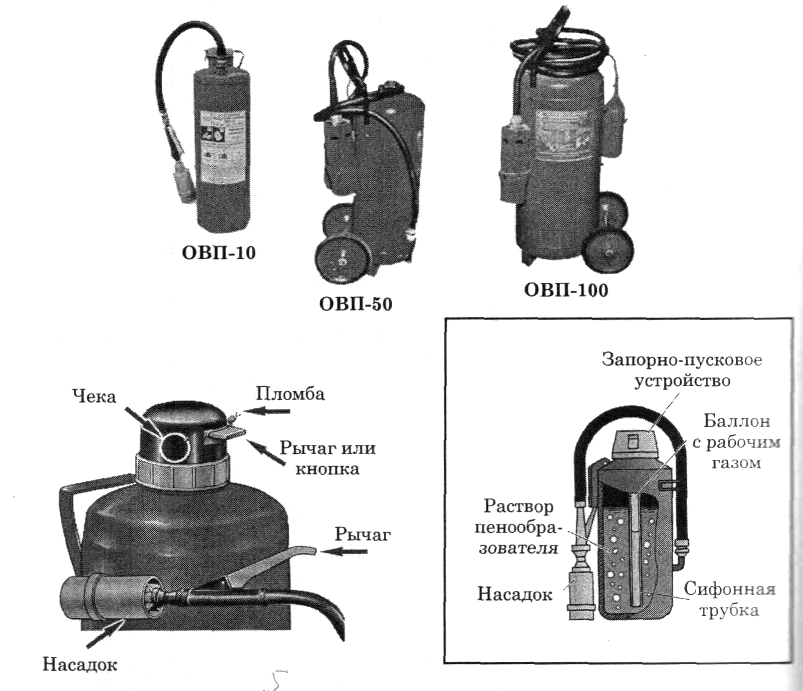 ОВП-10
ОВП-50
ОВП-100
Чека
Пломба
Рычаг или
кнопка
Рычаг
Насадок
Запорно-пусковое
устройство
Баллон
с рабочим
газом
Раствор
пенообра-
зователя
Насадок
Сифонная
трубка